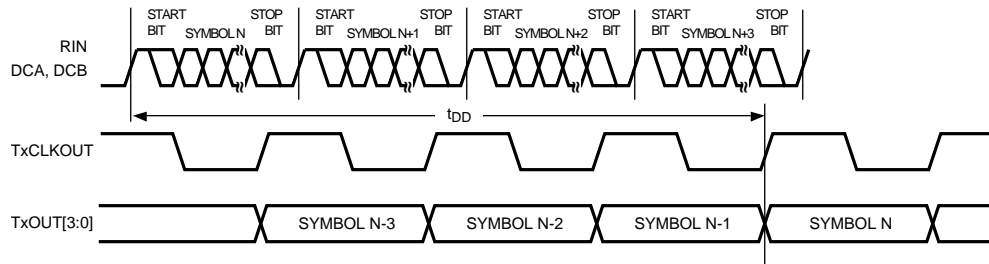 START STOP START STOP START STOP START STOP
BIT SYMBOL N BIT BIT SYMBOL N+1 BIT BIT SYMBOL N+2 BIT BIT SYMBOL N+3 BIT
RIN
DCA, DCB
tDD
TxCLKOUT
TxOUT[3:0] SYMBOL N-3 SYMBOL N-2 SYMBOL N-1 SYMBOL N